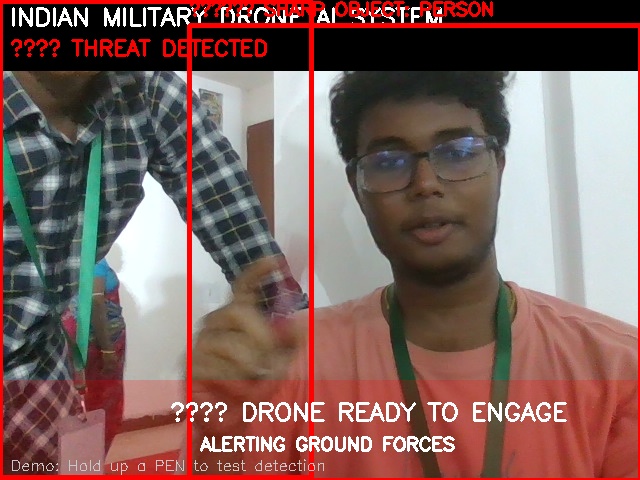 ?????? SHARP OBJECT: PERSON
INDIAN MILITARY DRONE AI SYSTEM
???? THREAT DETECTED
???? DRONE READY TO ENGAGE
ALERTING GROUND FORCES
Demo: Hold up a PEN to test detection